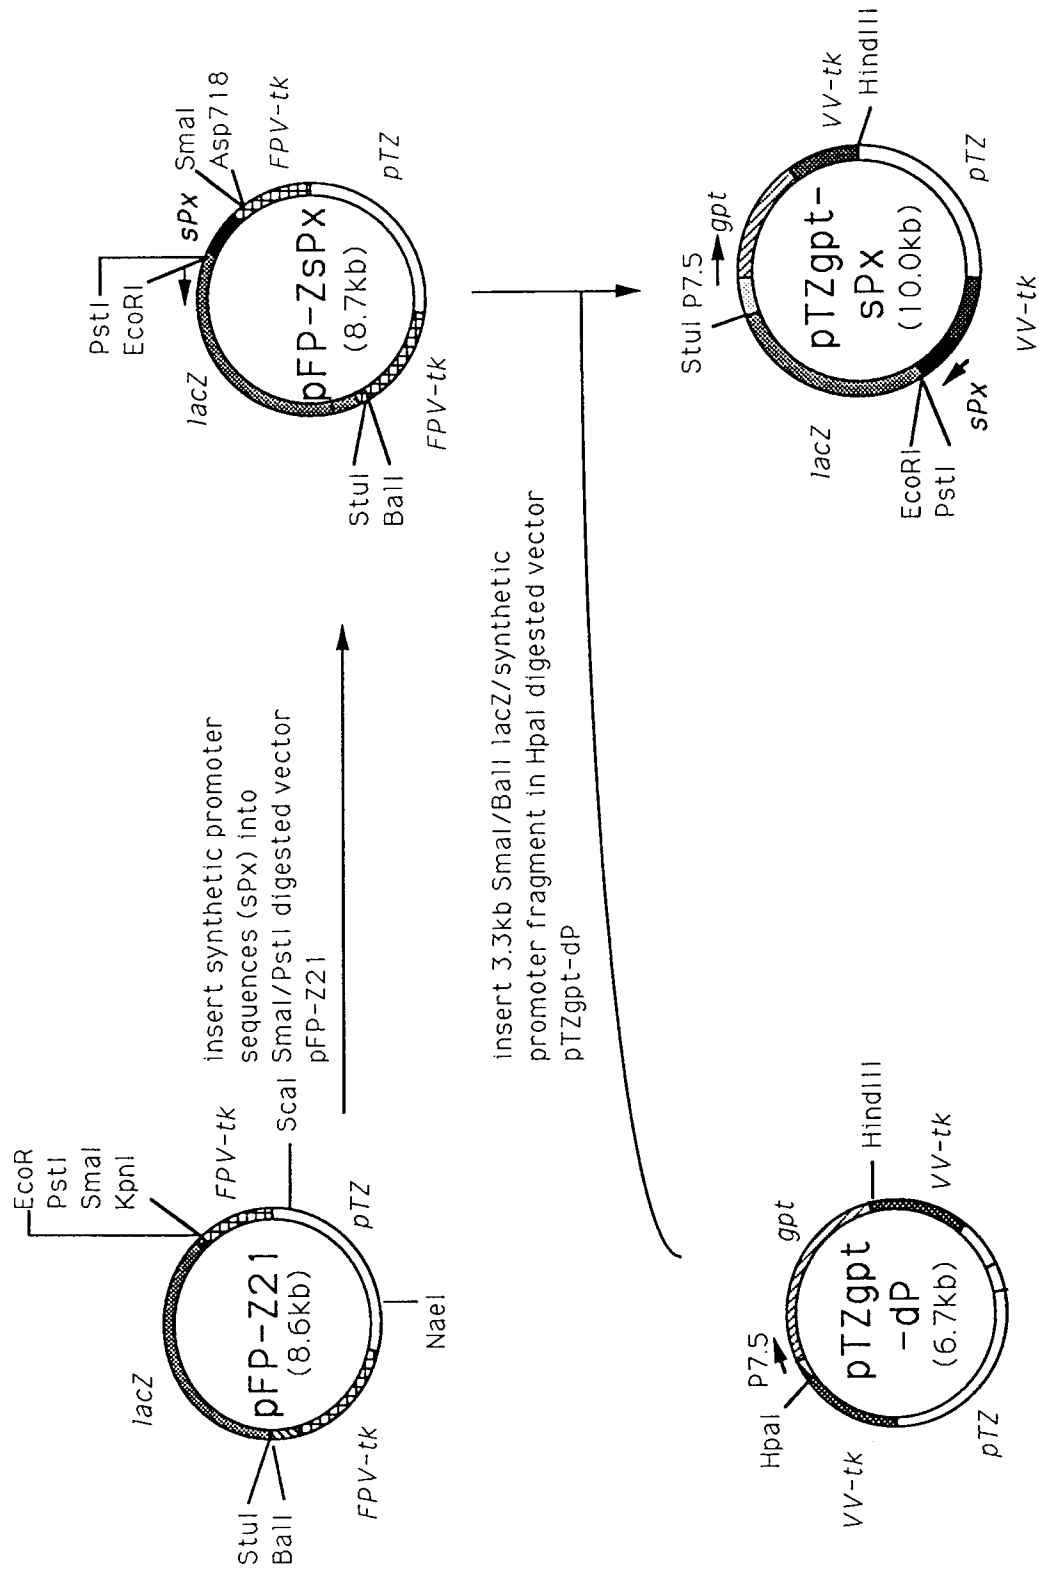 EcoR
PstI
SmaI
KpnI
lacZ
FPV-tk
ScaI
pFP-Z21
(8.6kb)
pTZ
NaeI
StuI
BalI
FPV-tk
insert synthetic promoter
sequences (sPx) into
SmaI/PstI digested vector
pFP-Z21
PstI
EcoRI
sPx
SmaI
Asp718
FPV-tk
lacZ
pFP-ZsPx
(8.7kb)
pTZ
StuI
BalI
FPV-tk
insert 3.3kb SmaI/BalI lacZ/synthetic
promoter fragment in HpaI digested vector
pTZgpt-dP
HpaI
P7.5
gpt
HindIII
VV-tk
pTZgpt
-dP
(6.7kb)
VV-tk
pTZ
StuI P7.5
gpt
VV-tk
HindIII
lacZ
pTZgpt-
sPx
(10.0kb)
pTZ
EcoRI
PstI
sPx
VV-tk